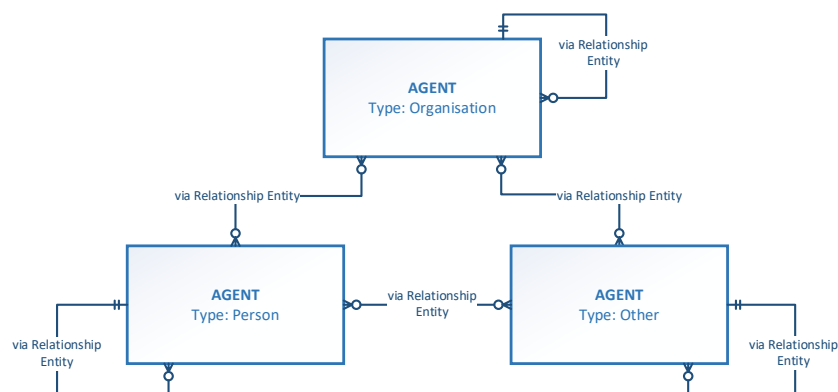 via Relationship
Entity
AGENT
Type: Organisation
via Relationship Entity
via Relationship Entity
AGENT
Type: Person
via Relationship
Entity
AGENT
Type: Other
via Relationship
Entity
via Relationship
Entity